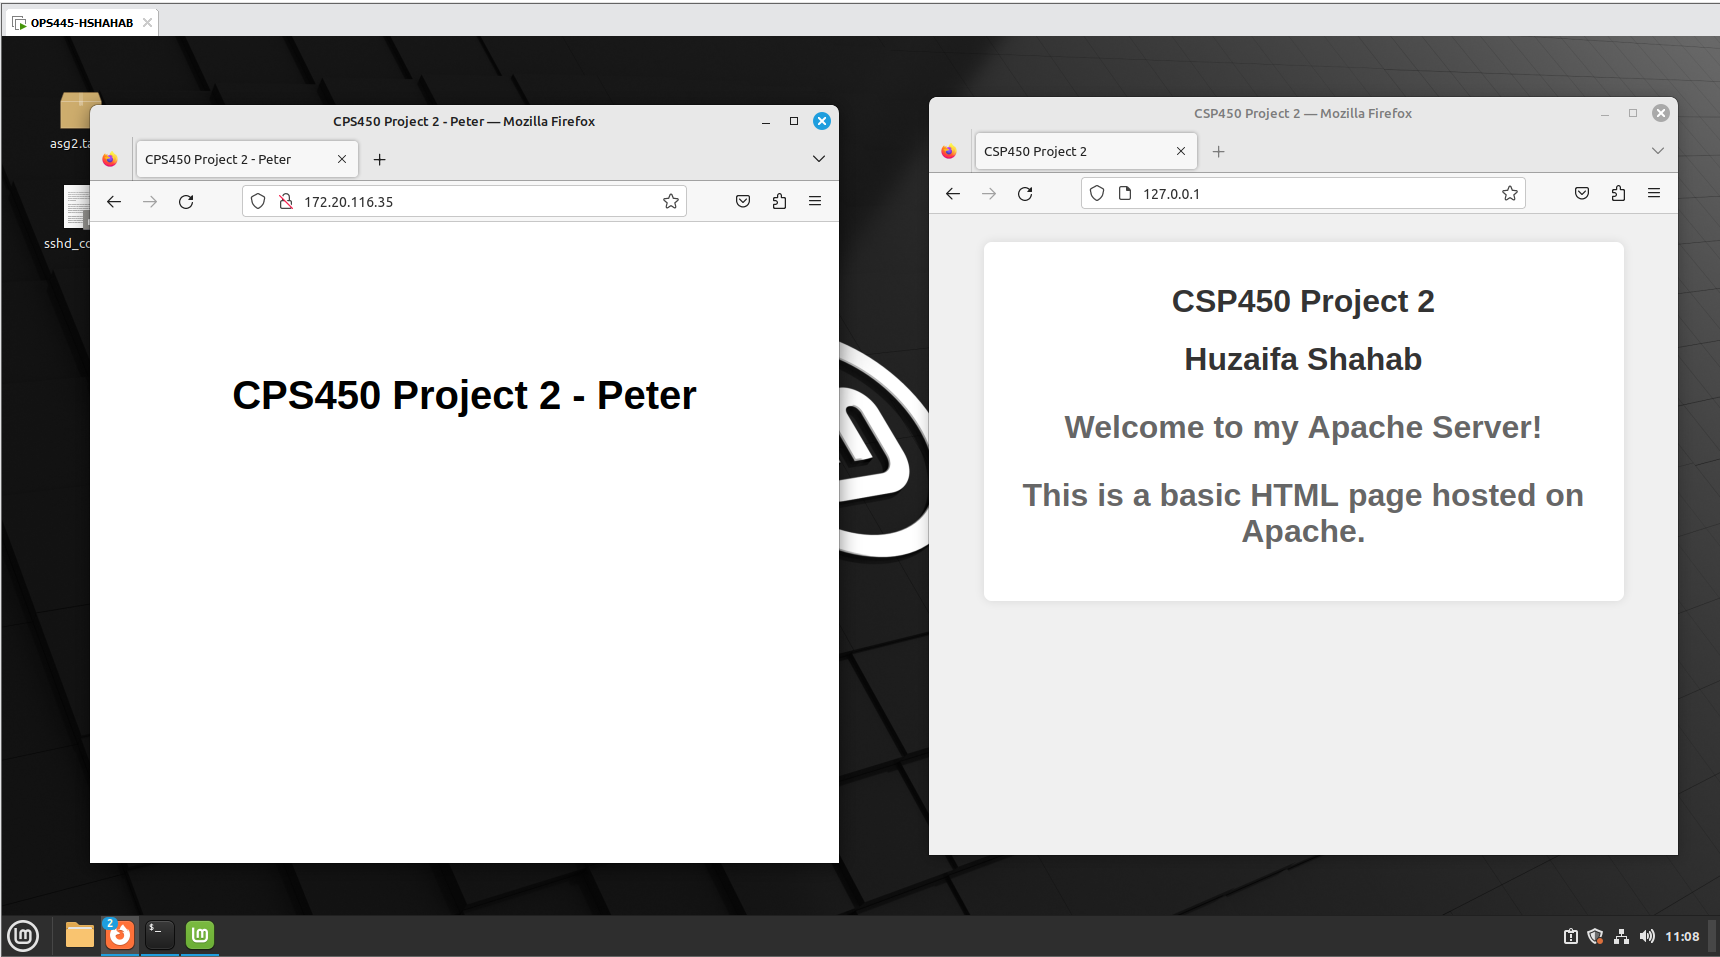 OPS445-HSHAHAB
asg2.ta
sshd_co
CPS450 Project 2 - Peter — Mozilla Firefox
CPS450 Project 2 - Peter
172.20.116.35
CPS450 Project 2 - Peter
CSP450 Project 2 — Mozilla Firefox
CSP450 Project 2
127.0.0.1
CSP450 Project 2
Huzaifa Shahab
Welcome to my Apache Server!
This is a basic HTML page hosted on
Apache.
2
$_
11:08